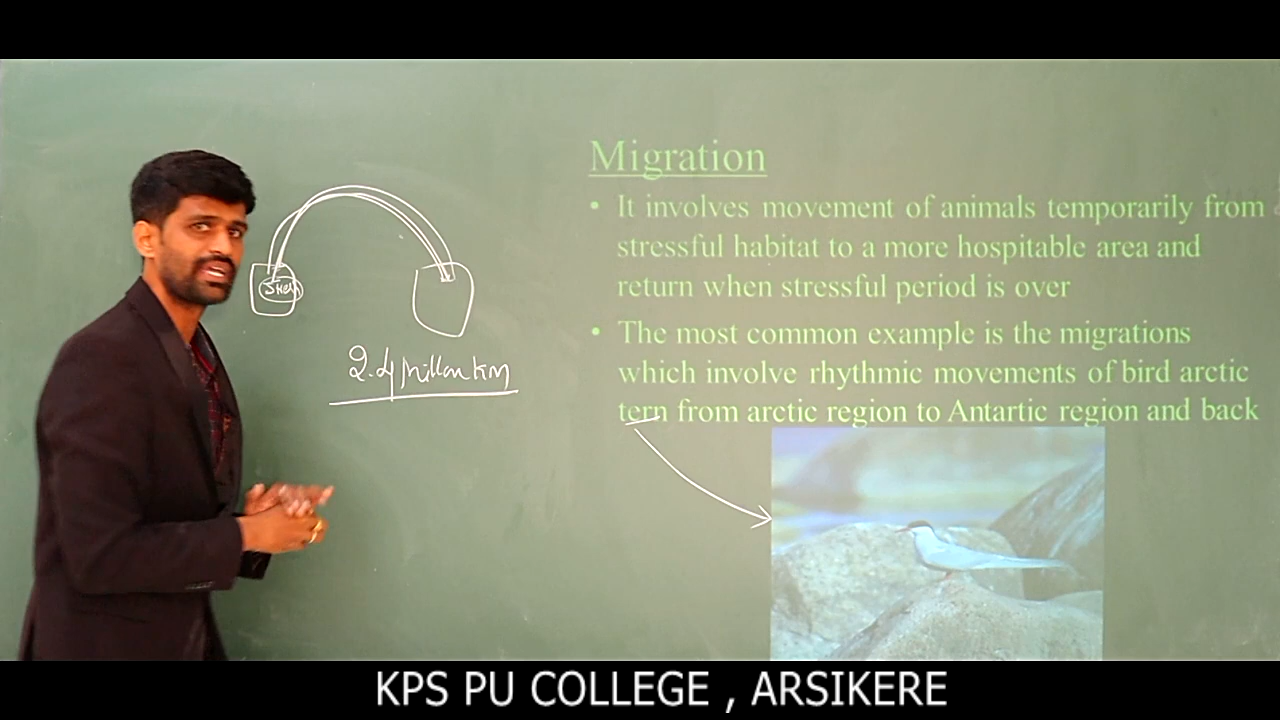 Migration
• It involves movement of animals temporarily from
stressful habitat to a more hospitable area and
return when stressful period is over
• The most common example is the migrations
which involve rhythmic movements of bird arctic
tern from arctic region to Antartic region and back
2.4 Millon KM
KPS PU COLLEGE , ARSIKERE